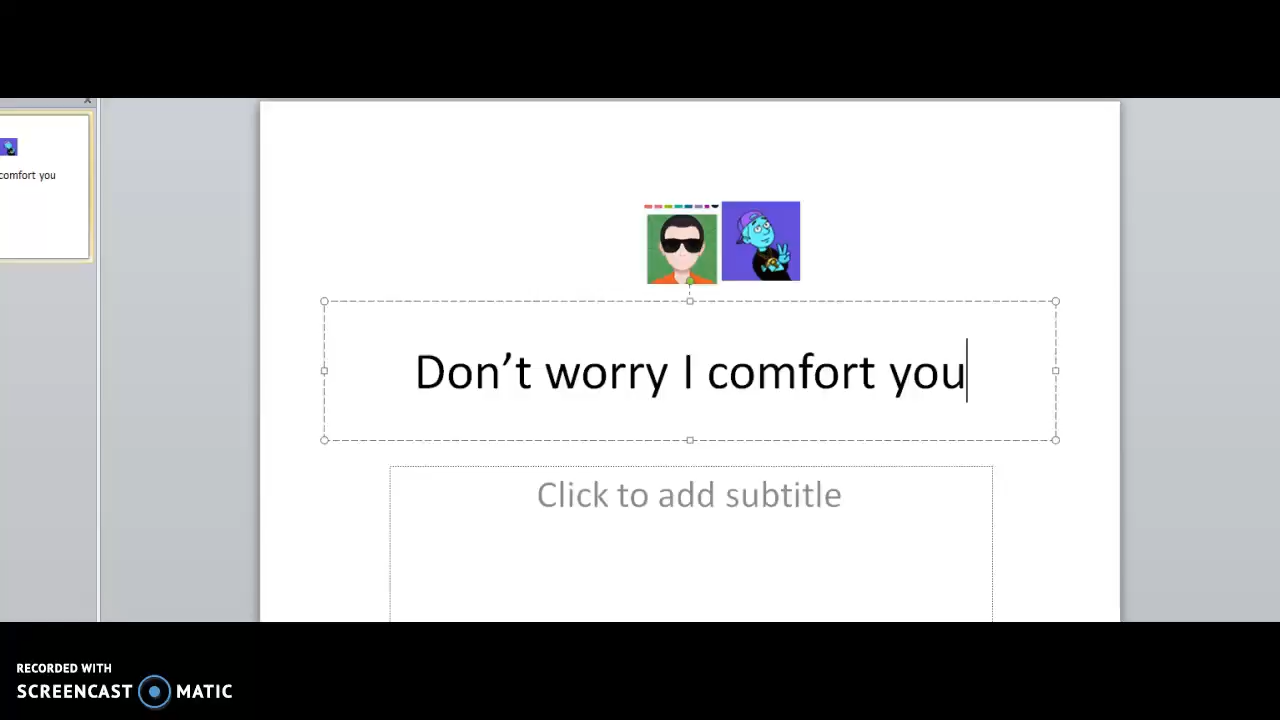 comfort you
Don’t worry I comfort you
Click to add subtitle
RECORDED WITH
SCREENCAST MATIC